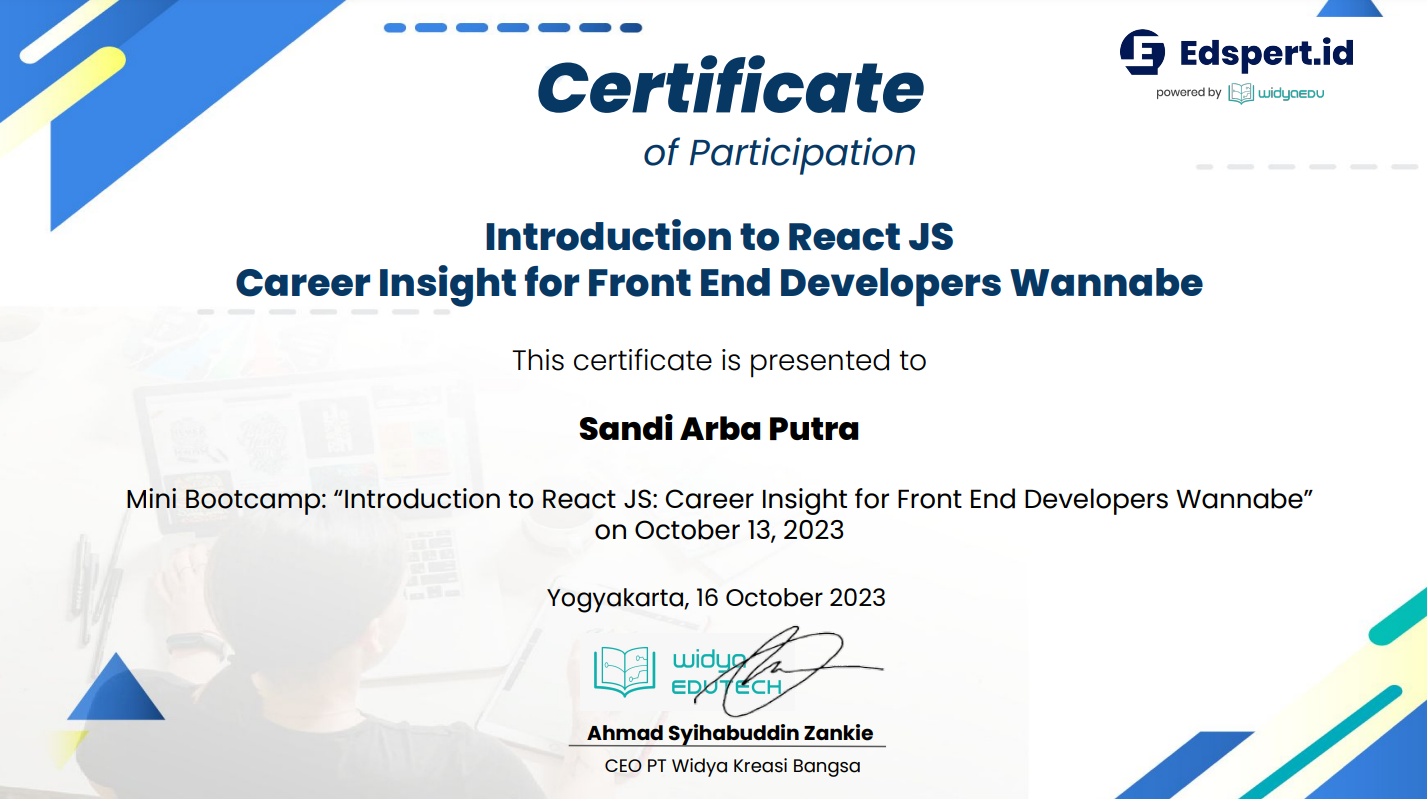 Edspert.id
powered by WIDYAEDU
Certificate
of Participation
Introduction to React JS
Career Insight for Front End Developers Wannabe
This certificate is presented to
Sandi Arba Putra
Mini Bootcamp: “Introduction to React JS: Career Insight for Front End Developers Wannabe”
on October 13, 2023
Yogyakarta, 16 October 2023
widya
EDUTECH
Ahmad Syihabuddin Zankie
CEO PT Widya Kreasi Bangsa